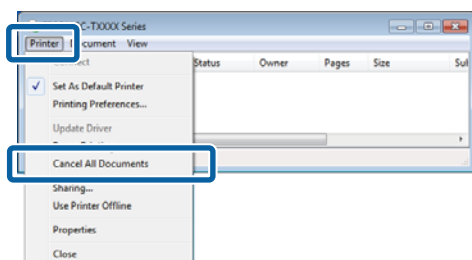 C-TXXXX Series
Printer Document View
Connect
Status Owner Pages Size
Set As Default Printer
Printing Preferences...
Update Driver
Cancel All Documents
Sharing...
Use Printer Offline
Properties
Close